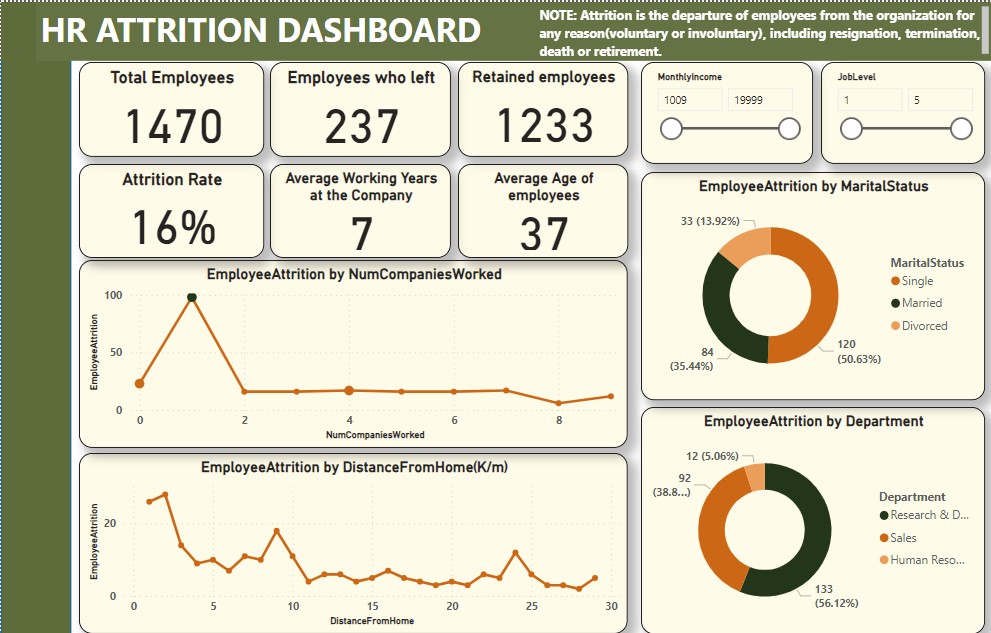 HR ATTRITION DASHBOARD
NOTE: Attrition is the departure of employees from the organization for
any reason(voluntary or involuntary), including resignation, termination,
death or retirement.
Total Employees
1470
Employees who left
237
Retained employees
1233
MonthlyIncome
1009 19999
JobLevel
1 5
Attrition Rate
16%
Average Working Years
at the Company
7
Average Age of
employees
37
EmployeeAttrition by MaritalStatus
33 (13.92%)
84
(35.44%)
120
(50.63%)
MaritalStatus
Single
Married
Divorced
EmployeeAttrition by NumCompaniesWorked
EmployeeAttrition
100
50
0
0 2 4 6 8
NumCompaniesWorked
EmployeeAttrition by DistanceFromHome(K/m)
EmployeeAttrition
20
0
0 5 10 15 20 25 30
DistanceFromHome
EmployeeAttrition by Department
12 (5.06%)
92
(38.8...)
133
(56.12%)
Department
Research & D...
Sales
Human Reso...